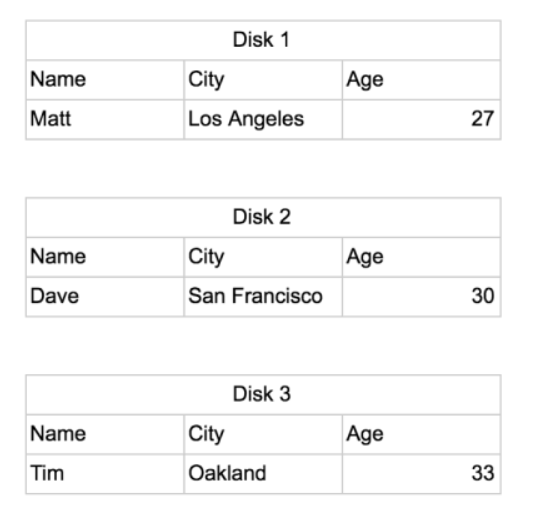 Disk 1
Name City Age
Matt Los Angeles 27
Disk 2
Name City Age
Dave San Francisco 30
Disk 3
Name City Age
Tim Oakland 33